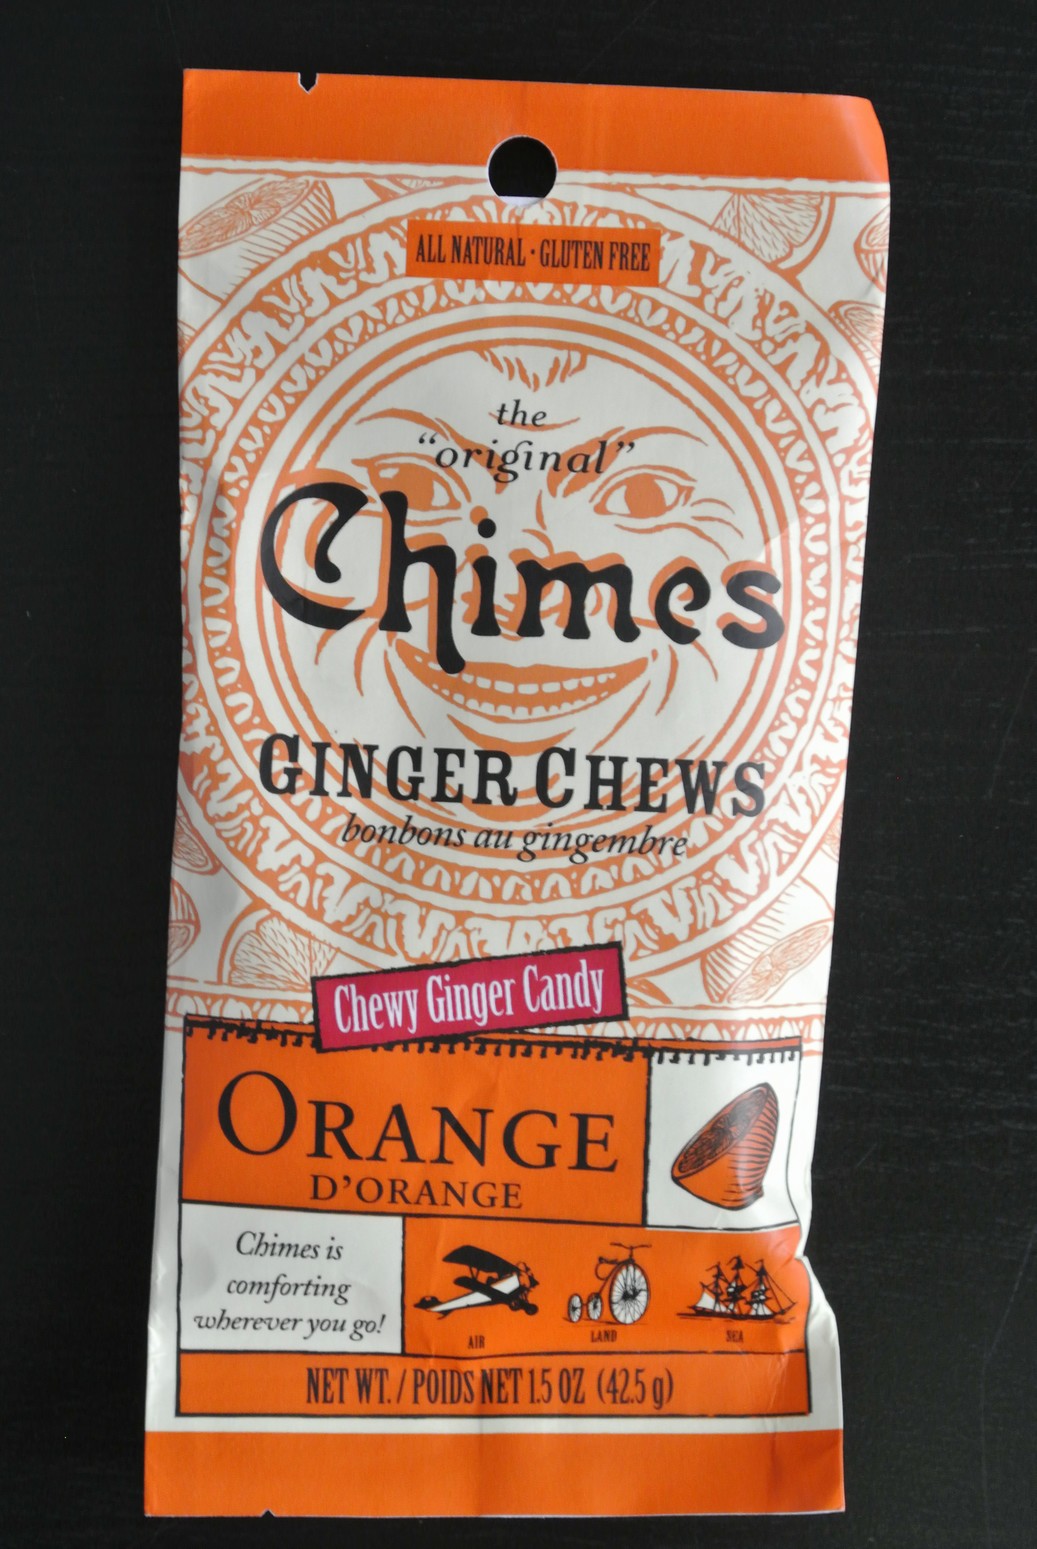 ALL NATURAL · GLUTEN FREE
the
“original”
Chimes
GINGER CHEWS
bonbons au gingembre
Chewy Ginger Candy
ORANGE
D’ORANGE
Chimes is
comforting
wherever you go!
AIR
LAND
SEA
NET WT. / POIDS NET 1.5 OZ (42.5 g)